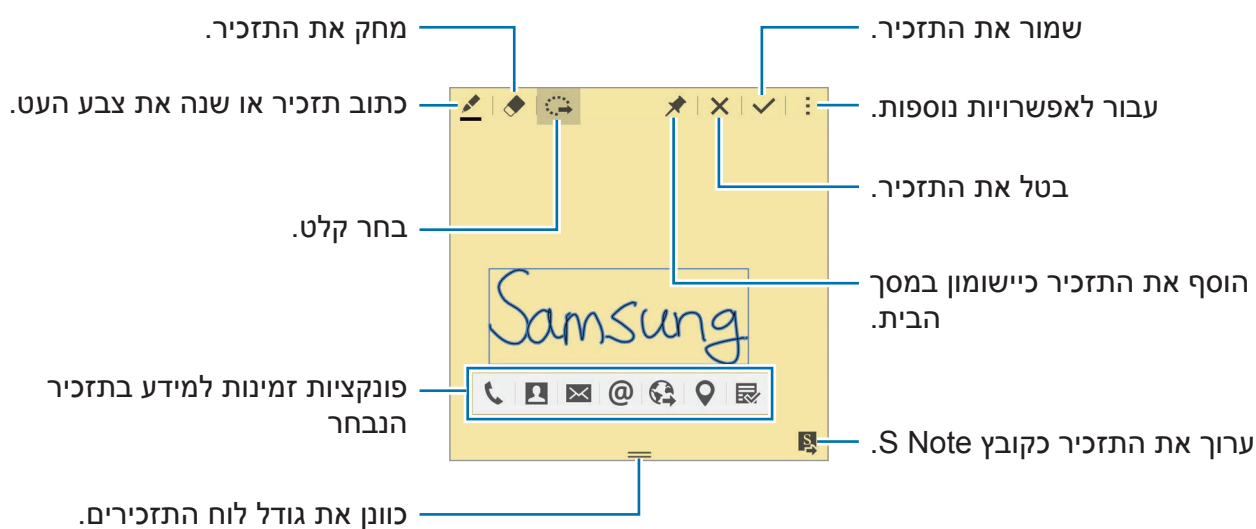 שמור את התזכיר.
מחק את התזכיר.
עבור לאפשרויות נוספות.
כתוב תזכיר או שנה את צבע העט.
בטל את התזכיר.
בחר קלט.
הוסף את התזכיר כיישומון במסך
הבית.
Samsung
פונקציות זמינות למידע בתזכיר
הנבחר
ערוך את התזכיר כקובץ S Note.
כוונן את גודל לוח התזכירים.